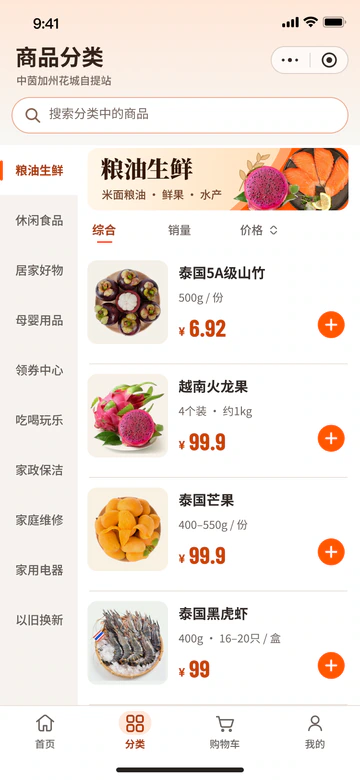 9:41
商品分类
中茵加州花城自提站
搜索分类中的商品
粮油生鲜
休闲食品
居家好物
母婴用品
领券中心
吃喝玩乐
家政保洁
家庭维修
家用电器
以旧换新
粮油生鲜
米面粮油 · 鲜果 · 水产
综合 销量 价格
泰国5A级山竹
500g / 份
¥ 6.92
越南火龙果
4个装 · 约1kg
¥ 99.9
泰国芒果
400–550g / 份
¥ 99.9
泰国黑虎虾
400g · 16–20只 / 盒
¥ 99
首页 分类 购物车 我的